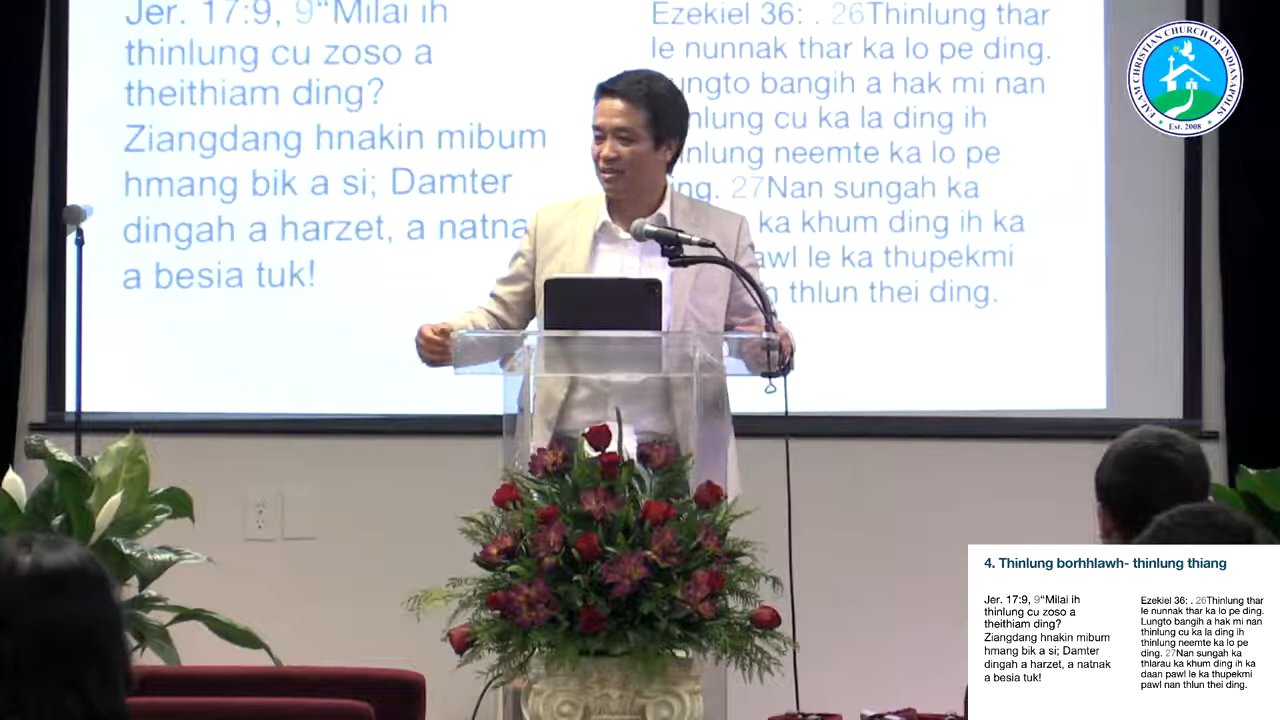 Jer. 17:9, 9“Milai ih
thinlung cu zoso a
theithiam ding?
Ziangdang hnakin mibum
hmang bik a si; Damter
dingah a harzet, a natna
a besia tuk!
Ezekiel 36: . 26Thinlung thar
le nunnak thar ka lo pe ding.
bangih a hak mi nan
cu ka la ding ih
neemte ka lo pe
27Nan sungah ka
ka khum ding ih ka
le ka thupekmi
thlun thei ding.
FALAM CHRISTIAN CHURCH OF INDIANAPOLIS
Est. 2008
4. Thinlung borhhlawh- thinlung thiang
Jer. 17:9, 9“Milai ih
thinlung cu zoso a
theithiam ding?
Ziangdang hnakin mibum
hmang bik a si; Damter
dingah a harzet, a natnak
a besia tuk!
Ezekiel 36: . 26Thinlung thar
le nunnak thar ka lo pe ding.
Lungto bangih a hak mi nan
thinlung cu ka la ding ih
thinlung neemte ka lo pe
ding. 27Nan sungah ka
thlarau ka khum ding ih ka
daan pawl le ka thupekmi
pawl nan thlun thei ding.